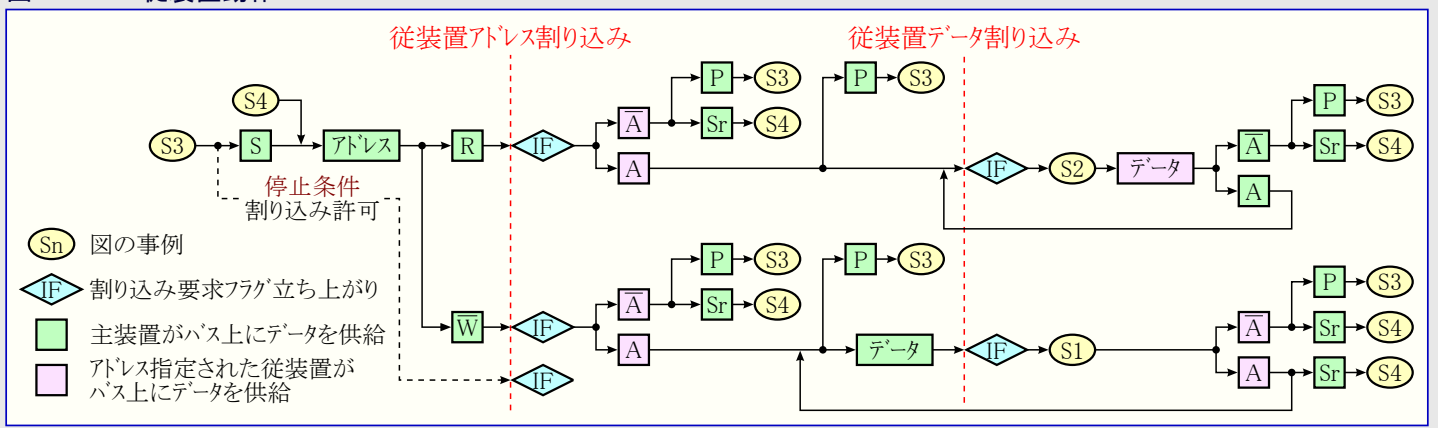 従装置アドレス割り込み
従装置データ割り込み
P S3 P S3 P S3
S4 A Sr S4 A Sr S4
S3 S アドレス R IF A IF S2 データ A
停止条件
割り込み許可
Sn 図の事例
P S3 P S3
IF 割り込み要求フラグ立ち上がり
A Sr S4 A P S3
主装置がバス上にデータを供給
W IF A データ IF S1 Sr S4
アドレス指定された従装置が
バス上にデータを供給
IF A Sr S4